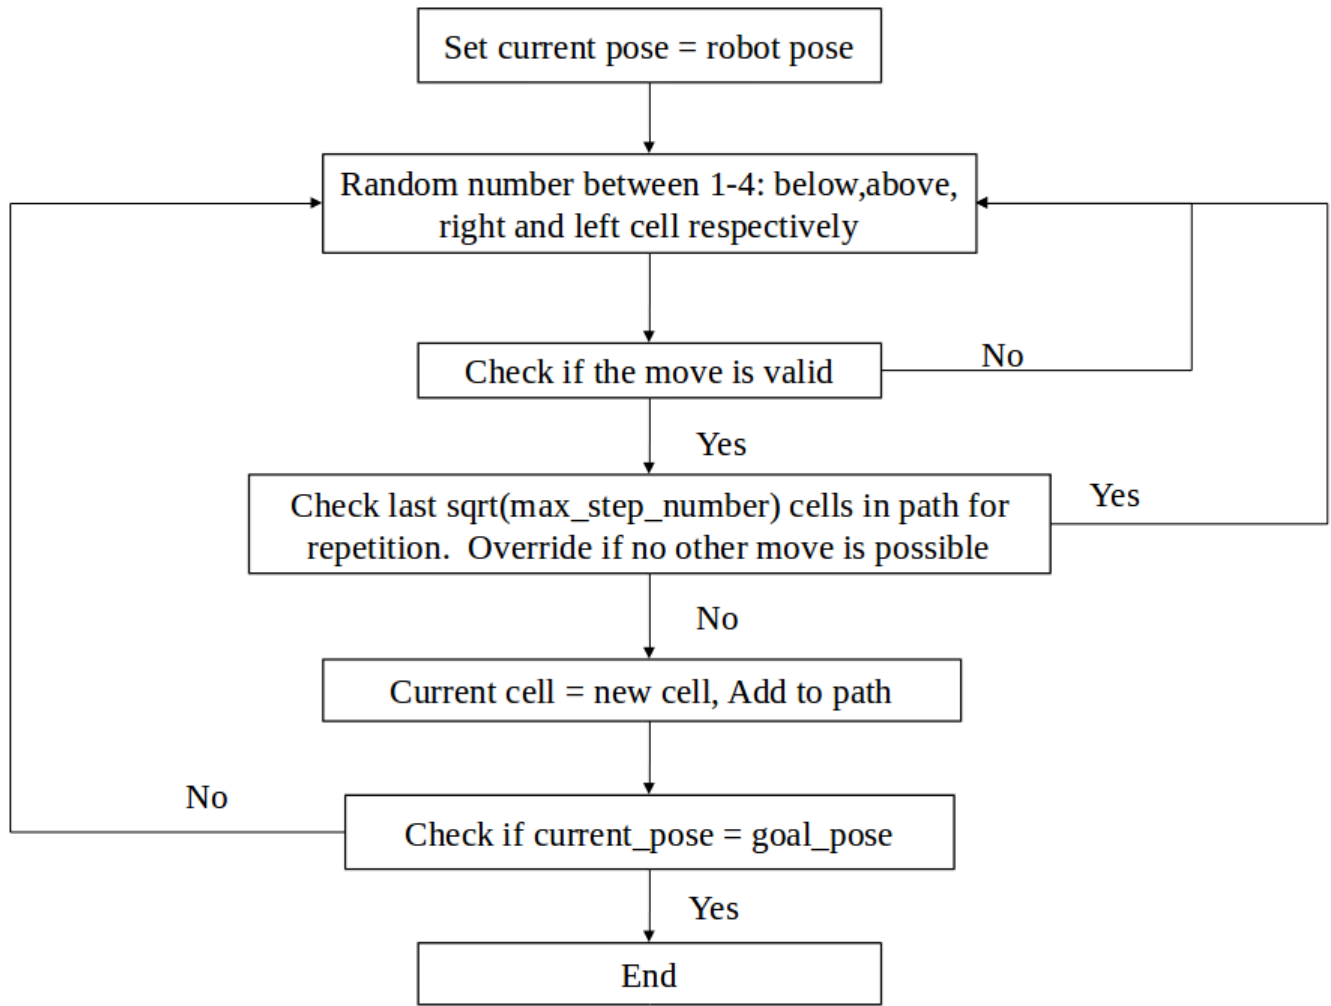 Set current pose = robot pose
Random number between 1-4: below,above,
right and left cell respectively
Check if the move is valid
No
Yes
Check last sqrt(max_step_number) cells in path for
repetition.  Override if no other move is possible
Yes
No
Current cell = new cell, Add to path
No
Check if current_pose = goal_pose
Yes
End